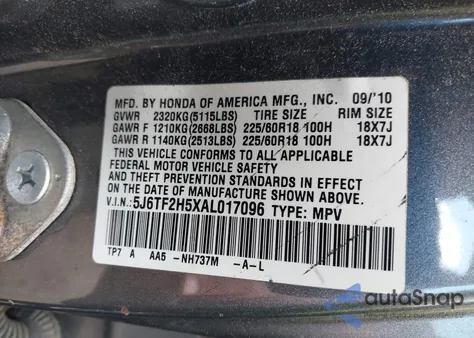 MFD. BY HONDA OF AMERICA MFG., INC. 09/'10
GVWR 2320KG(5115LBS) TIRE SIZE RIM SIZE
GAWR F 1210KG(2668LBS) 225/60R18 100H 18X7J
GAWR R 1140KG(2513LBS) 225/60R18 100H 18X7J
THIS VEHICLE CONFORMS TO ALL APPLICABLE
FEDERAL MOTOR VEHICLE SAFETY
AND THEFT PREVENTION STANDARDS IN EFFECT
ON THE DATE OF MANUFACTURE SHOWN ABOVE.
V.I.N.: 5J6TF2H5XAL017096 TYPE: MPV
TP7 A AA5 -NH737M -A-L
autoSnap